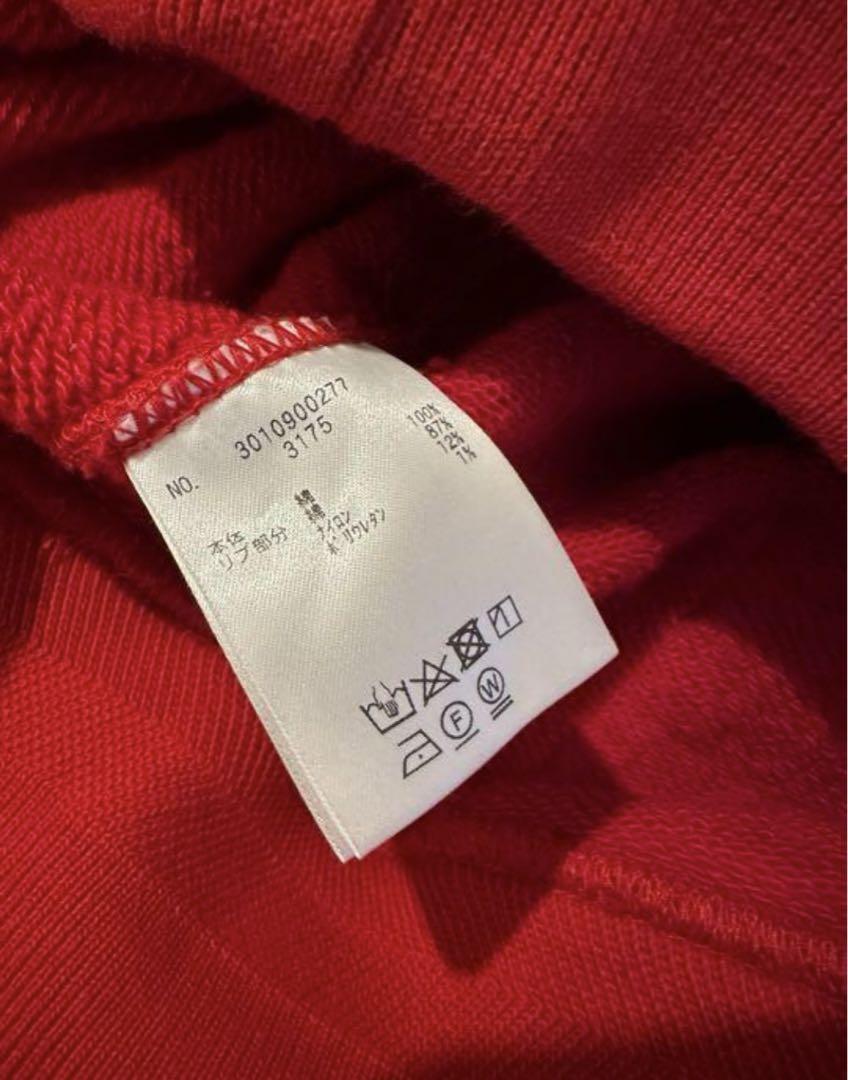 NO. 3010900277
3175
本体 綿 100%
リブ部分 綿 87%
ナイロン 12%
ポリウレタン 1%
F W